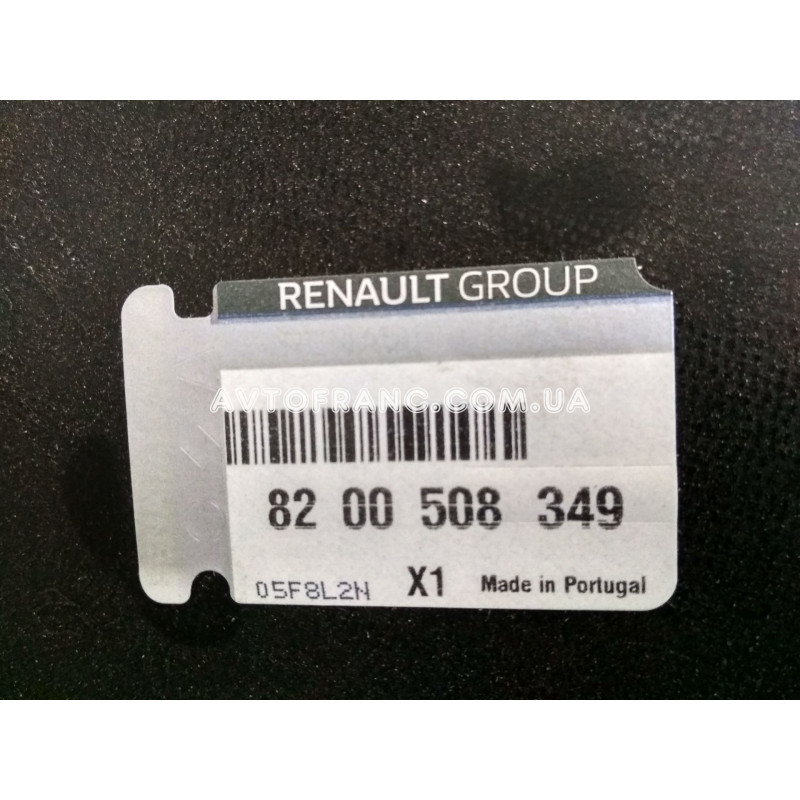 RENAULT GROUP
AVTOFRANC.COM.UA
82 00 508 349
05F8L2N X1 Made in Portugal